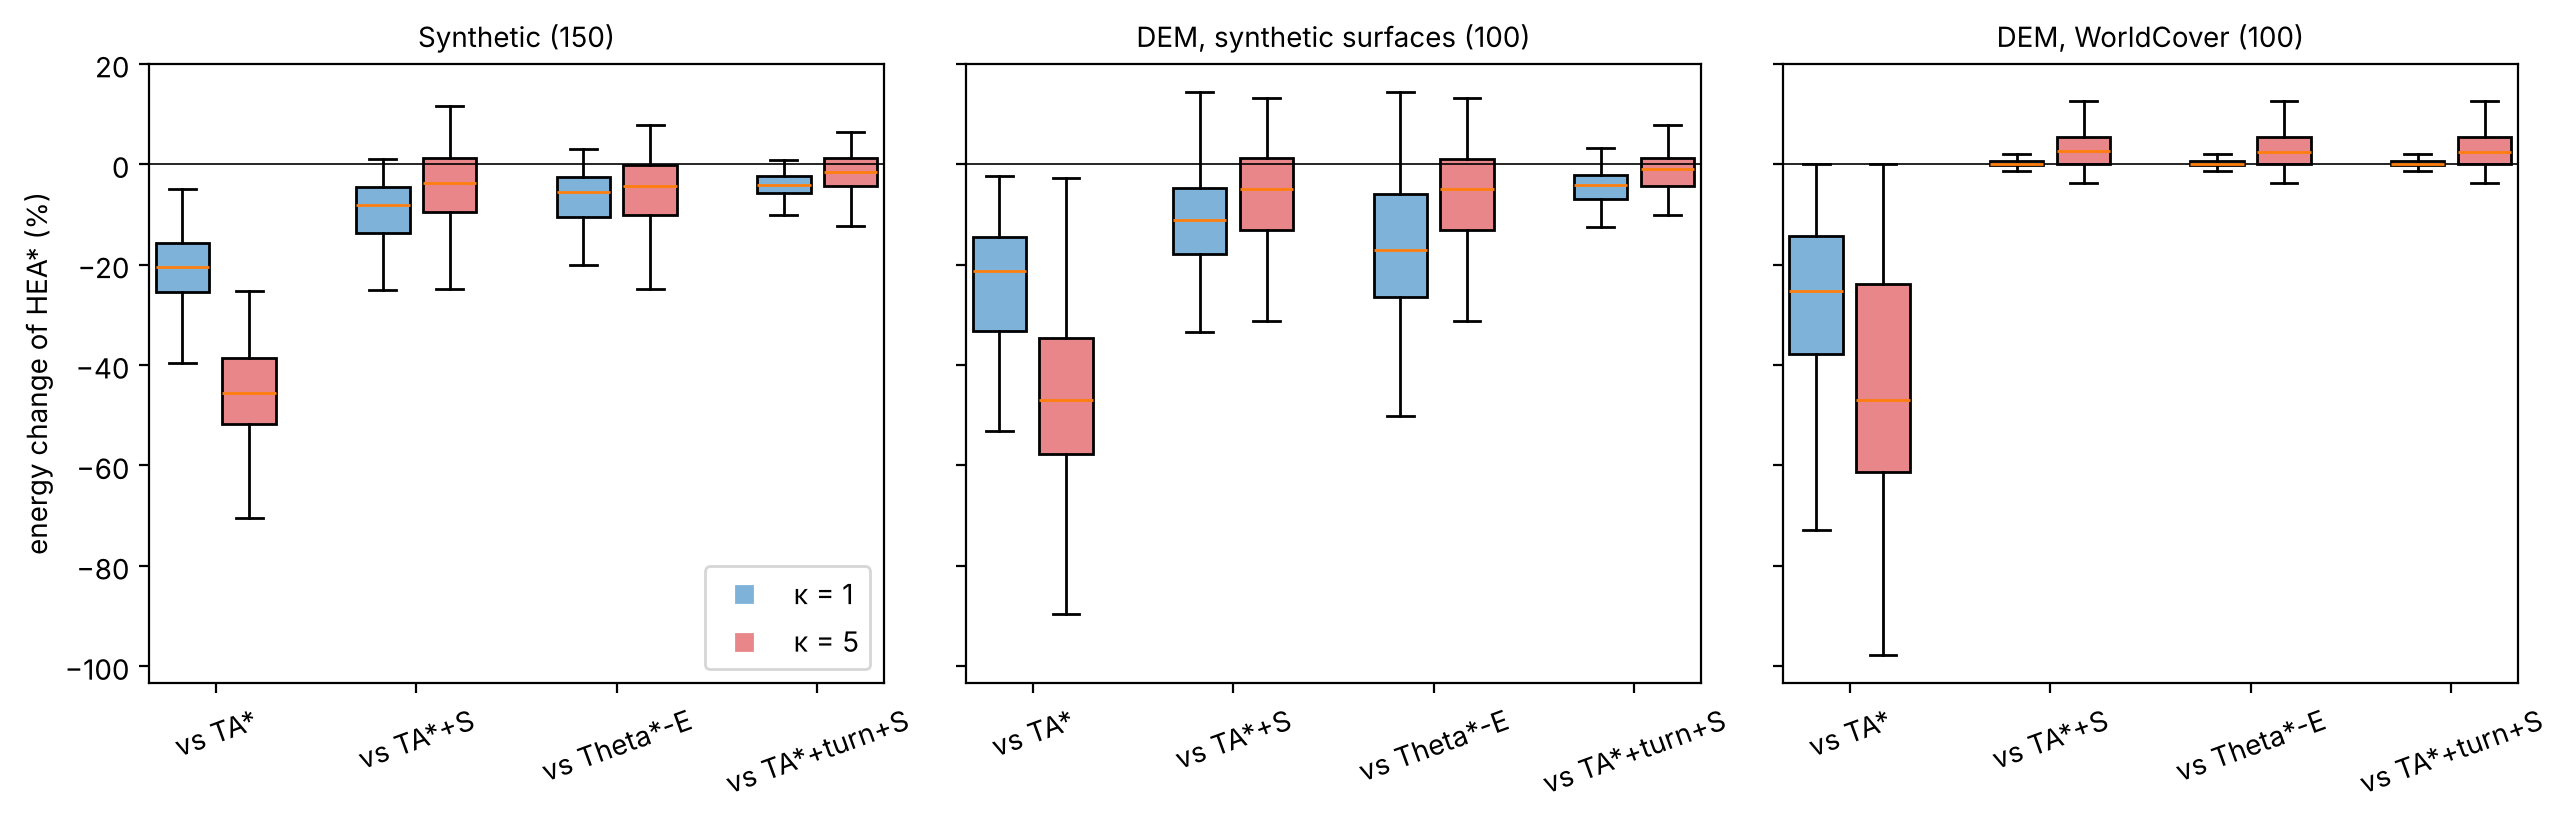 Synthetic (150)
DEM, synthetic surfaces (100)
DEM, WorldCover (100)
energy change of HEA* (%)
20
0
−20
−40
−60
−80
−100
κ = 1
κ = 5
vs TA*
vs TA*+S
vs Theta*-E
vs TA*+turn+S
vs TA*
vs TA*+S
vs Theta*-E
vs TA*+turn+S
vs TA*
vs TA*+S
vs Theta*-E
vs TA*+turn+S